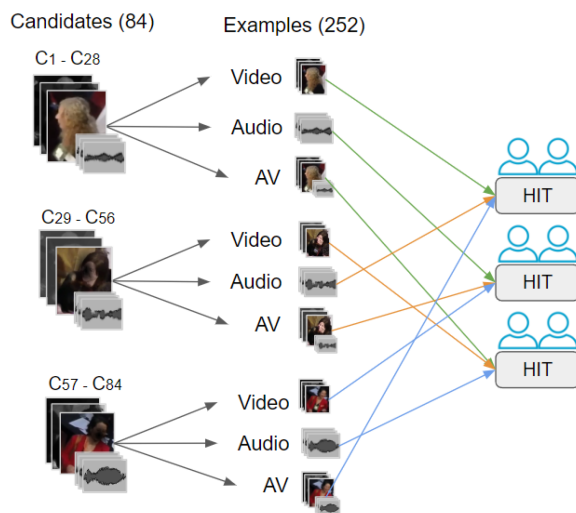 Candidates (84)
Examples (252)
C1 - C28
Video
Audio
AV
HIT
C29 - C56
Video
Audio
AV
HIT
C57 - C84
Video
Audio
AV
HIT